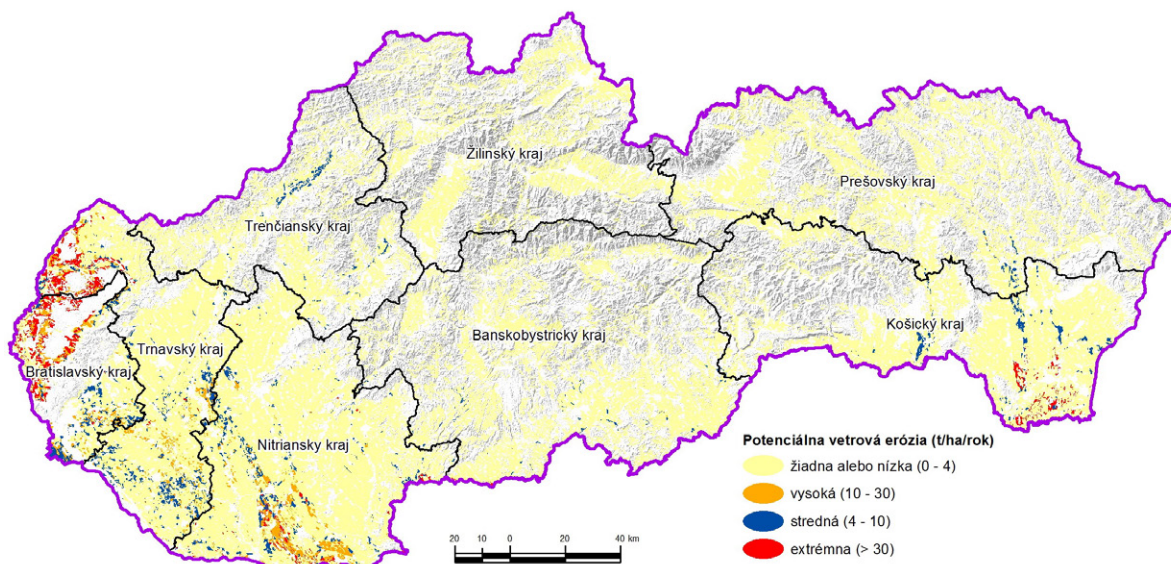 Žilinský kraj
Prešovský kraj
Trenčiansky kraj
Košický kraj
Banskobystrický kraj
Trnavský kraj
Bratislavský kraj
Nitriansky kraj
Potenciálna vetrová erózia (t/ha/rok)
žiadna alebo nízka (0 - 4)
vysoká (10 - 30)
stredná (4 - 10)
extrémna (> 30)
20 10 0 20 40 km